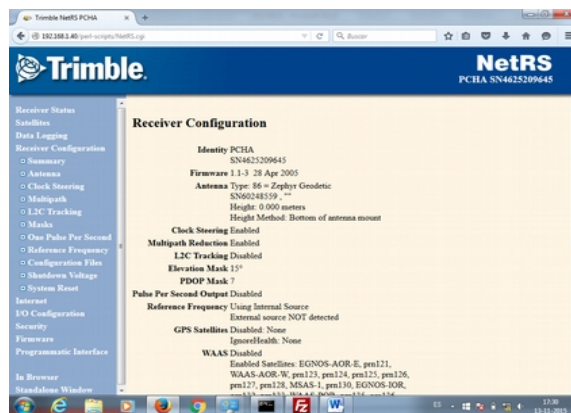 Trimble NetRS PCHA
192.168.1.40/perl-scripts/NetRS.cgi
Buscar
Trimble.
NetRS
PCHA SN4625209645
Receiver Status
Satellites
Data Logging
Receiver Configuration
Summary
Antenna
Clock Steering
Multipath
L2C Tracking
Masks
One Pulse Per Second
Reference Frequency
Configuration Files
Shutdown Voltage
System Reset
Internet
I/O Configuration
Security
Firmware
Programmatic Interface
In Browser
Standalone Window
Receiver Configuration
Identity PCHA
SN4625209645
Firmware 1.1-3 28 Apr 2005
Antenna Type: 86 = Zephyr Geodetic
SN60248559 , ""
Height: 0.000 meters
Height Method: Bottom of antenna mount
Clock Steering Enabled
Multipath Reduction Enabled
L2C Tracking Disabled
Elevation Mask 15°
PDOP Mask 7
Pulse Per Second Output Disabled
Reference Frequency Using Internal Source
External source NOT detected
GPS Satellites Disabled: None
IgnoreHealth: None
WAAS Disabled
Enabled Satellites: EGNOS-AOR-E, prn121,
WAAS-AOR-W, prn123, prn124, prn125, prn126,
prn127, prn128, MSAS-1, prn130, EGNOS-IOR,
ES
17:30
13-11-2015